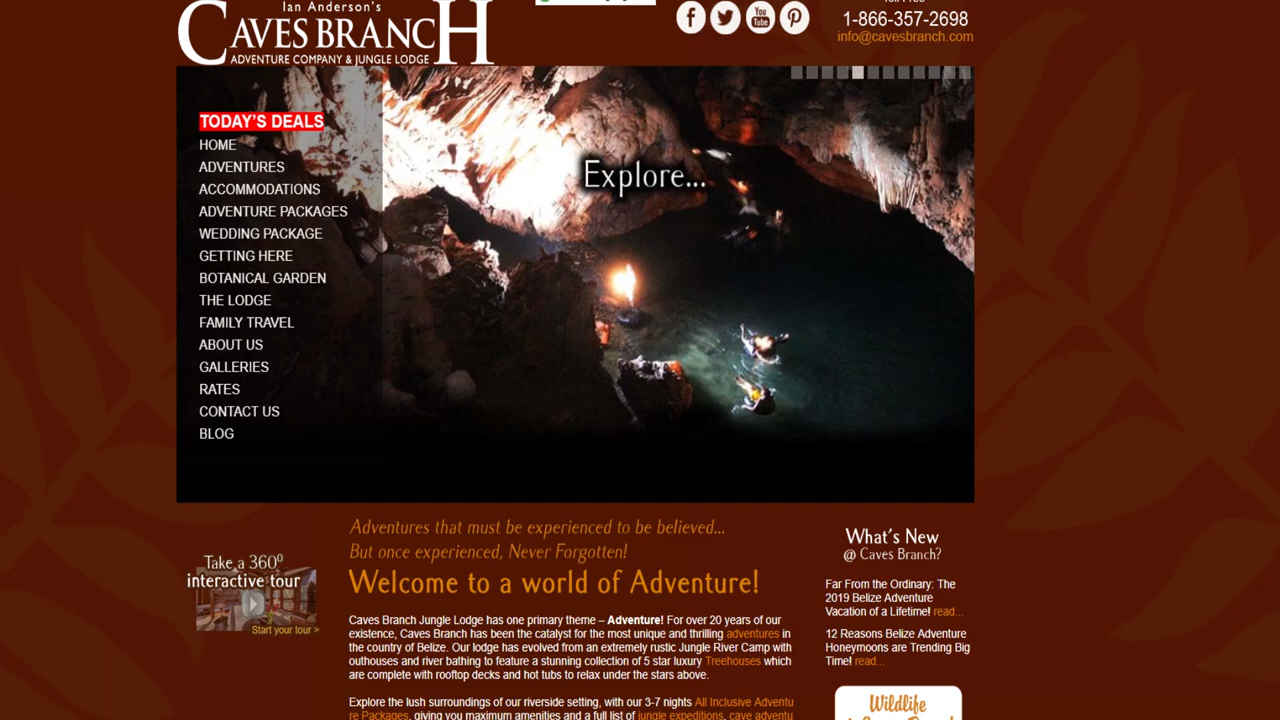 Ian Anderson's
CAVES BRANCH
ADVENTURE COMPANY & JUNGLE LODGE
You
Tube
1-866-357-2698
info@cavesbranch.com
TODAY'S DEALS
HOME
ADVENTURES
ACCOMMODATIONS
ADVENTURE PACKAGES
WEDDING PACKAGE
GETTING HERE
BOTANICAL GARDEN
THE LODGE
FAMILY TRAVEL
ABOUT US
GALLERIES
RATES
CONTACT US
BLOG
Explore...
Take a 360º
interactive tour
Start your tour >
Adventures that must be experienced to be believed...
But once experienced, Never Forgotten!
Welcome to a world of Adventure!
Caves Branch Jungle Lodge has one primary theme – Adventure! For over 20 years of our
existence, Caves Branch has been the catalyst for the most unique and thrilling adventures in
the country of Belize. Our lodge has evolved from an extremely rustic Jungle River Camp with
outhouses and river bathing to feature a stunning collection of 5 star luxury Treehouses which
are complete with rooftop decks and hot tubs to relax under the stars above.
Explore the lush surroundings of our riverside setting, with our 3-7 nights All Inclusive Adventu
re Packages, giving you maximum amenities and a full list of jungle expeditions, cave adventu
What's New
@ Caves Branch?
Far From the Ordinary: The
2019 Belize Adventure
Vacation of a Lifetime! read...
12 Reasons Belize Adventure
Honeymoons are Trending Big
Time! read...
Wildlife